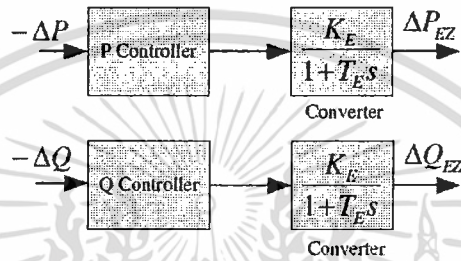 − ΔP
P Controller
K_E
1+T_E s
ΔP_EZ
Converter
− ΔQ
Q Controller
K_E
1+T_E s
ΔQ_EZ
Converter